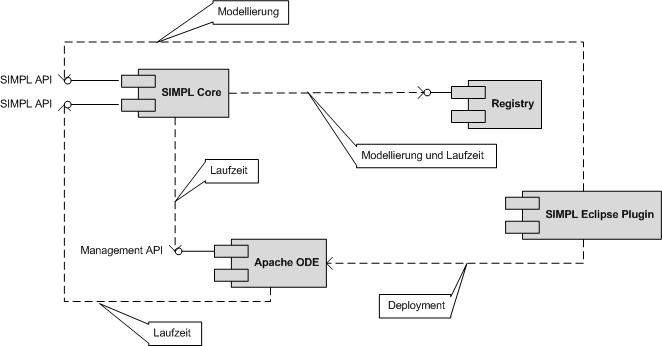 Modellierung
SIMPL API
SIMPL Core
SIMPL API
Registry
Modellierung und Laufzeit
Laufzeit
SIMPL Eclipse Plugin
Management API
Apache ODE
Deployment
Laufzeit